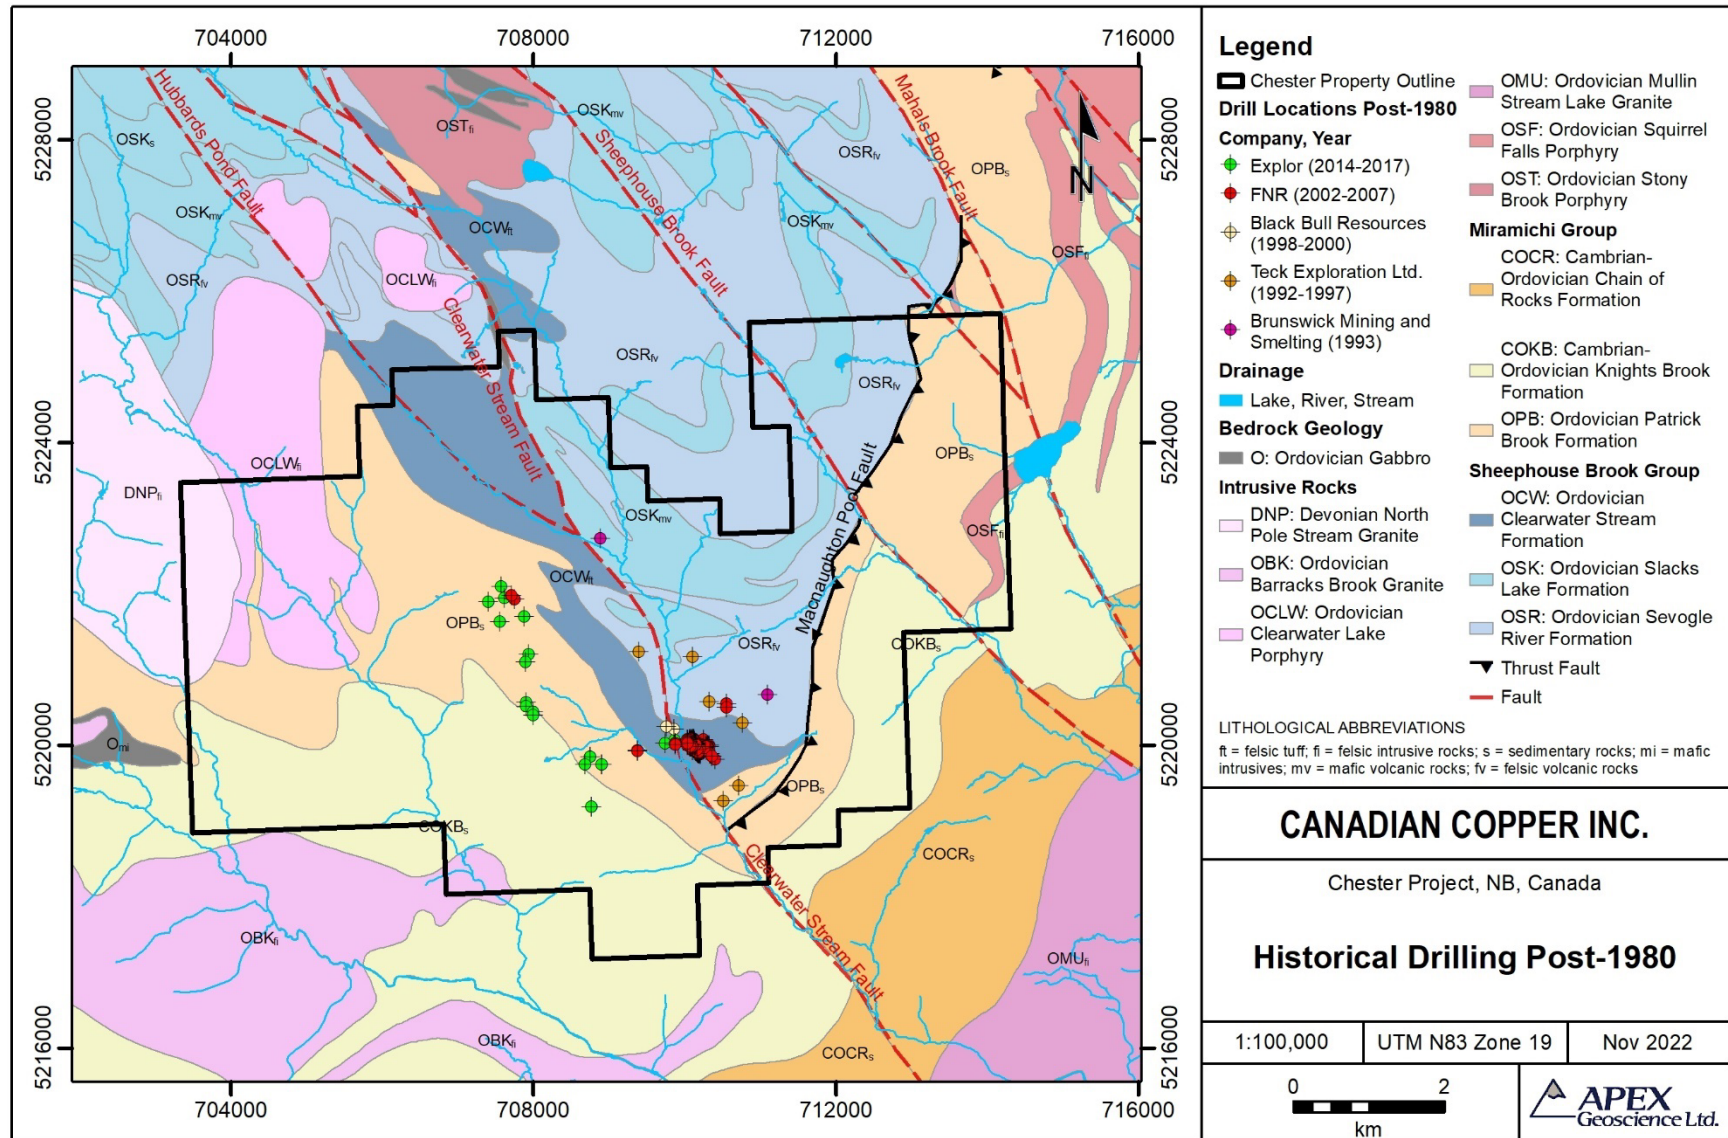 704000 708000 712000 716000
5228000
5224000
5220000
5216000
5228000
5224000
5220000
5216000
704000 708000 712000 716000
Hubbards Pond Fault
Sheephouse Brook Fault
Mahals Brook Fault
Clearwater Stream Fault
Macnaughton Pool Fault
Clearwater Stream Fault
N
OSKs
OSTfi
OSKmv
OSRfv
OPBs
OSKmv
OCWft
OSKmv
OSFfi
OSRfv
OCLWfi
OSRfv
OSRfv
OCLWfi
OPBs
DNPfi
OSKmv
OSFfi
OCWft
OPBs
OSRfv
COKBs
Omi
OPBs
COKBs
COCRs
OBKfi
OMUfi
OBKfi
COCRs
Legend
Chester Property Outline
Drill Locations Post-1980
Company, Year
Explor (2014-2017)
FNR (2002-2007)
Black Bull Resources
(1998-2000)
Teck Exploration Ltd.
(1992-1997)
Brunswick Mining and
Smelting (1993)
Drainage
Lake, River, Stream
Bedrock Geology
O: Ordovician Gabbro
Intrusive Rocks
DNP: Devonian North
Pole Stream Granite
OBK: Ordovician
Barracks Brook Granite
OCLW: Ordovician
Clearwater Lake
Porphyry
OMU: Ordovician Mullin
Stream Lake Granite
OSF: Ordovician Squirrel
Falls Porphyry
OST: Ordovician Stony
Brook Porphyry
Miramichi Group
COCR: Cambrian-
Ordovician Chain of
Rocks Formation
COKB: Cambrian-
Ordovician Knights Brook
Formation
OPB: Ordovician Patrick
Brook Formation
Sheephouse Brook Group
OCW: Ordovician
Clearwater Stream
Formation
OSK: Ordovician Slacks
Lake Formation
OSR: Ordovician Sevogle
River Formation
Thrust Fault
Fault
LITHOLOGICAL ABBREVIATIONS
ft = felsic tuff; fi = felsic intrusive rocks; s = sedimentary rocks; mi = mafic
intrusives; mv = mafic volcanic rocks; fv = felsic volcanic rocks
CANADIAN COPPER INC.
Chester Project, NB, Canada
Historical Drilling Post-1980
1:100,000 UTM N83 Zone 19 Nov 2022
0 2
km
APEX
Geoscience Ltd.